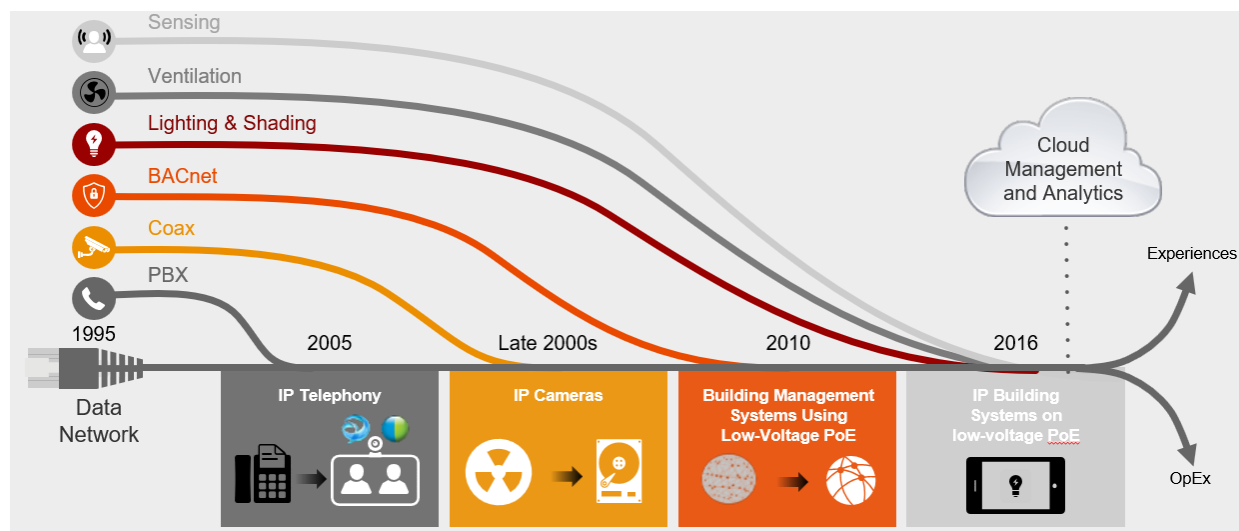 Sensing
Ventilation
Lighting & Shading
BACnet
Coax
PBX
Cloud
Management
and Analytics
Experiences
1995
2005
Late 2000s
2010
2016
Data
Network
IP Telephony
IP Cameras
Building Management
Systems Using
Low-Voltage PoE
IP Building
Systems on
low-voltage PoE
OpEx